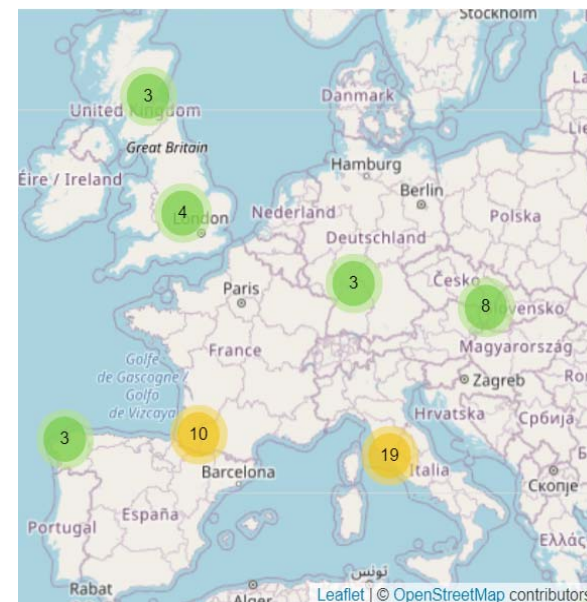 Stockholm
3
United Kingdom
Danmark
Great Britain
Éire / Ireland
Hamburg
Berlin
4
London
Nederland
Polska
Deutschland
Paris
3
Česko
8
Slovensko
France
Magyarország
Golfe
de Gascogne /
Golfo
de Vizcaya
Zagreb
Hrvatska
Србија
3
10
19
Italia
Barcelona
Скопје
España
Portugal
Ελλάς
تونس
Rabat
Alger
Leaflet | © OpenStreetMap contributors